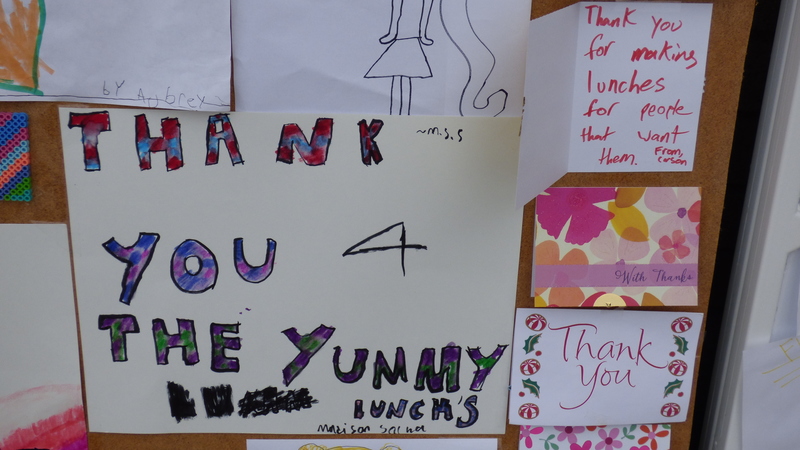 by Aubrey
THANK
~M.S.S
YOU 4
THE YUMMY
LUNCH'S
Thank you
for making
lunches
for people
that want
them. From,
With Thanks
Thank
you